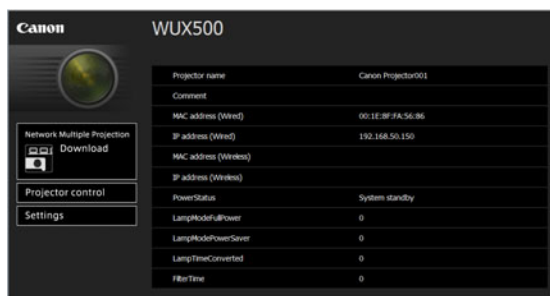 Canon
WUX500
Network Multiple Projection
Download
Projector control
Settings
Projector name Canon Projector001
Comment
MAC address (Wired) 00:1E:8F:FA:56:86
IP address (Wired) 192.168.50.150
MAC address (Wireless)
IP address (Wireless)
PowerStatus System standby
LampModeFullPower 0
LampModePowerSaver 0
LampTimeConverted 0
FilterTime 0